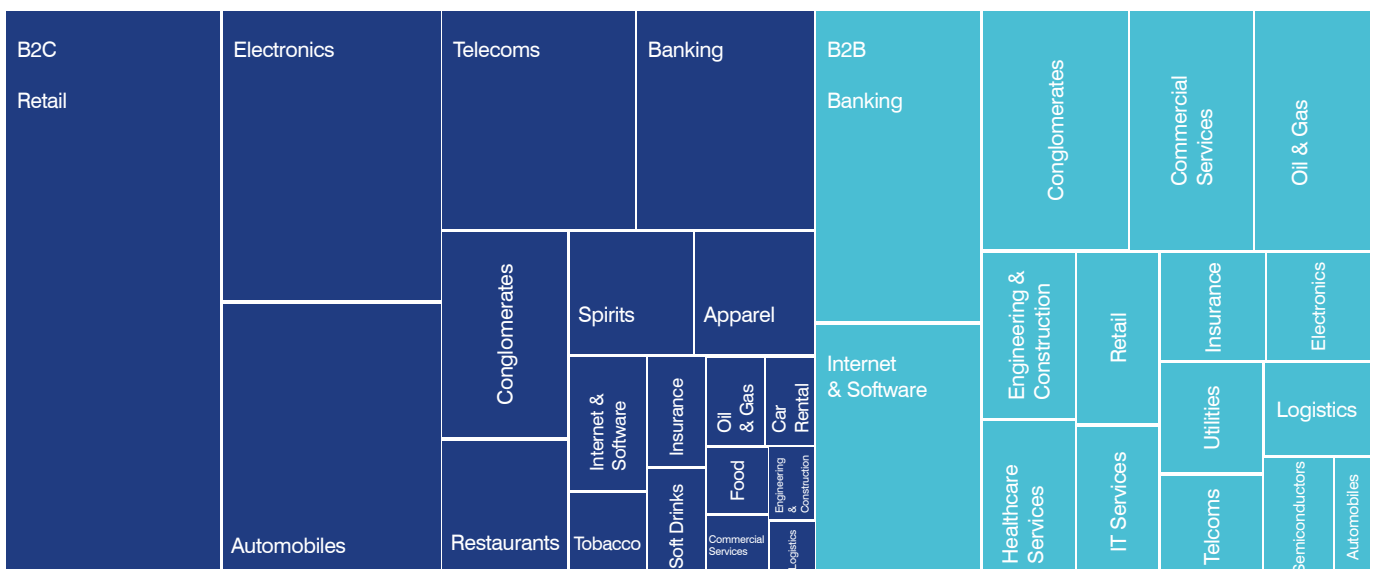 B2C
Retail
Electronics
Automobiles
Telecoms
Banking
Conglomerates
Spirits
Apparel
Restaurants
Internet &
Software
Tobacco
Insurance
Soft Drinks
Oil
& Gas
Car
Rental
Food
Engineering
&
Construction
Commercial
Services
Logistics
B2B
Banking
Internet
& Software
Conglomerates
Commercial
Services
Oil & Gas
Engineering &
Construction
Retail
Insurance
Electronics
Healthcare
Services
IT Services
Utilities
Logistics
Telcoms
Semiconductors
Automobiles